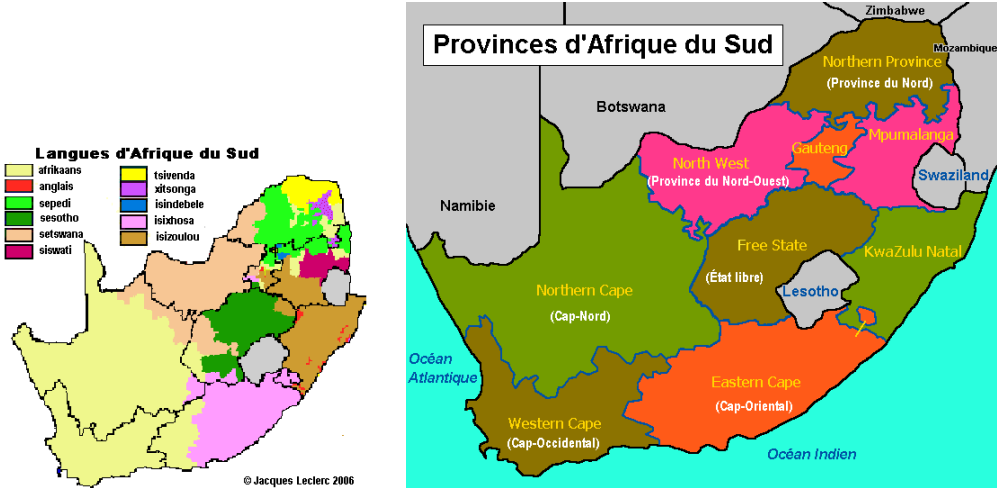 Langues d'Afrique du Sud
afrikaans
anglais
sepedi
sesotho
setswana
siswati
tsivenda
xitsonga
isindebele
isixhosa
isizoulou
© Jacques Leclerc 2006
Provinces d'Afrique du Sud
Zimbabwe
Mozambique
Northern Province
(Province du Nord)
Botswana
Mpumalanga
Gauteng
North West
(Province du Nord-Ouest)
Swaziland
Namibie
Free State
(État libre)
KwaZulu Natal
Lesotho
Northern Cape
(Cap-Nord)
Océan
Atlantique
Eastern Cape
(Cap-Oriental)
Western Cape
(Cap-Occidental)
Océan Indien